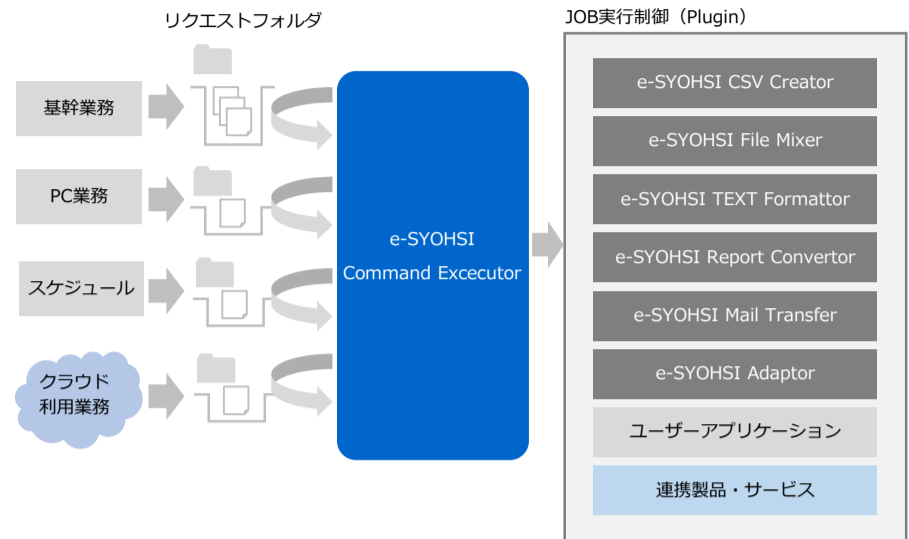 リクエストフォルダ
JOB実行制御（Plugin）
基幹業務
PC業務
スケジュール
クラウド
利用業務
e-SYOHSI
Command Excecutor
e-SYOHSI CSV Creator
e-SYOHSI File Mixer
e-SYOHSI TEXT Formattor
e-SYOHSI Report Convertor
e-SYOHSI Mail Transfer
e-SYOHSI Adaptor
ユーザーアプリケーション
連携製品・サービス